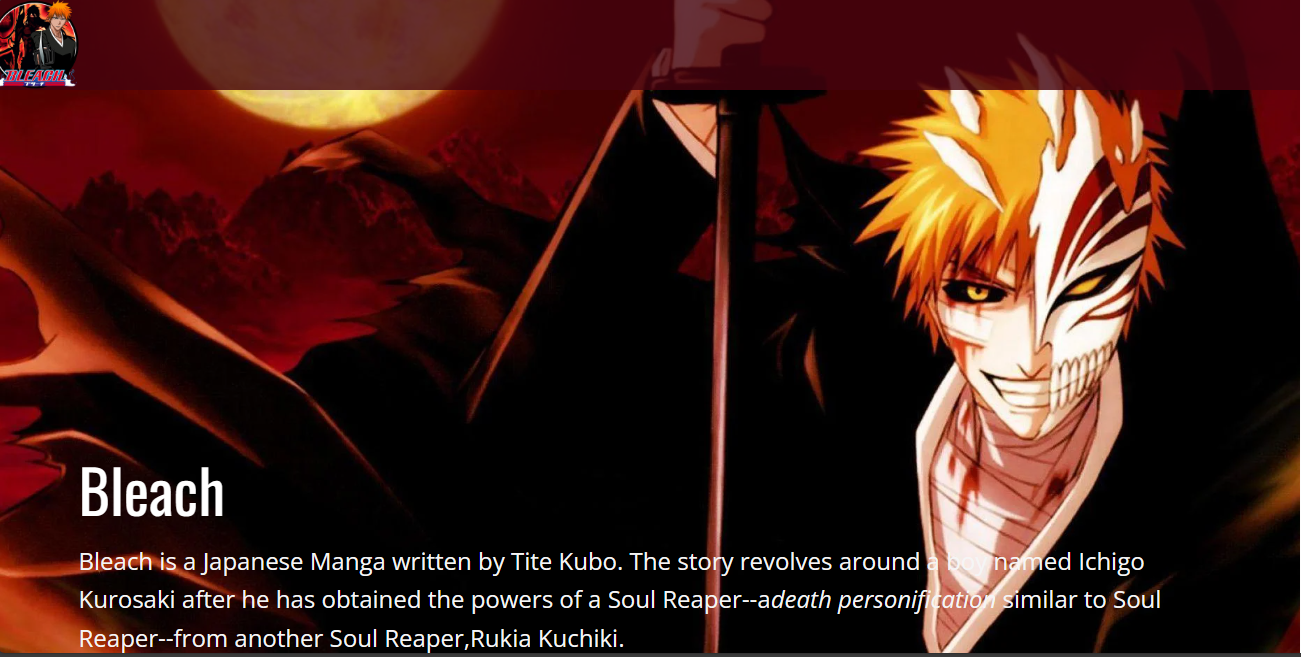 BLEACH
Bleach
Bleach is a Japanese Manga written by Tite Kubo. The story revolves around a boy named Ichigo
Kurosaki after he has obtained the powers of a Soul Reaper--adeath personification similar to Soul
Reaper--from another Soul Reaper,Rukia Kuchiki.